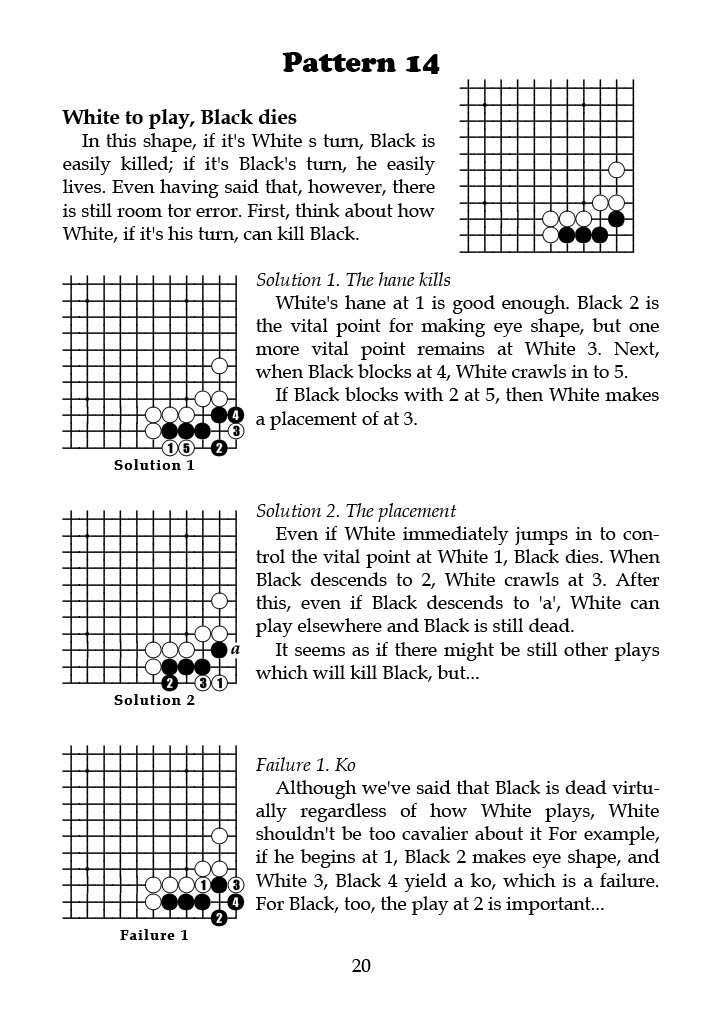 Pattern 14
White to play, Black dies
In this shape, if it's White s turn, Black is
easily killed; if it's Black's turn, he easily
lives. Even having said that, however, there
is still room tor error. First, think about how
White, if it's his turn, can kill Black.
Solution 1. The hane kills
White's hane at 1 is good enough. Black 2 is
the vital point for making eye shape, but one
more vital point remains at White 3. Next,
when Black blocks at 4, White crawls in to 5.
If Black blocks with 2 at 5, then White makes
a placement of at 3.
4
3
1 5 2
Solution 1
Solution 2. The placement
Even if White immediately jumps in to con-
trol the vital point at White 1, Black dies. When
Black descends to 2, White crawls at 3. After
this, even if Black descends to 'a', White can
play elsewhere and Black is still dead.
It seems as if there might be still other plays
which will kill Black, but...
a
2 3 1
Solution 2
Failure 1. Ko
Although we've said that Black is dead virtu-
ally regardless of how White plays, White
shouldn't be too cavalier about it For example,
if he begins at 1, Black 2 makes eye shape, and
White 3, Black 4 yield a ko, which is a failure.
For Black, too, the play at 2 is important...
1 3
4
2
Failure 1
20